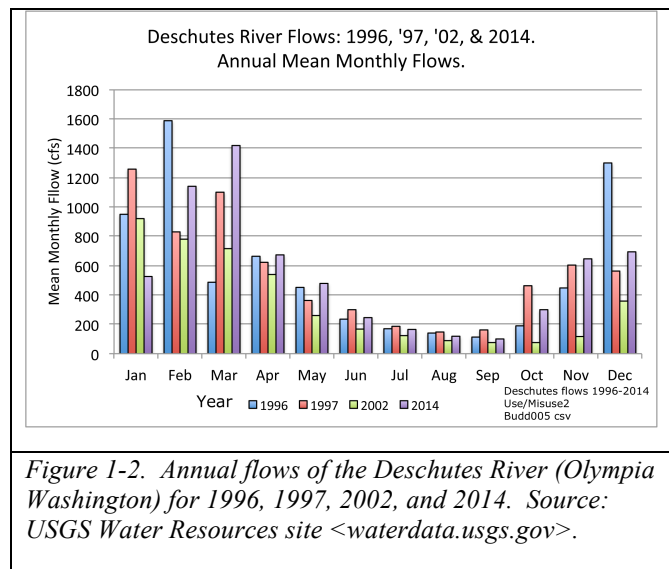 Deschutes River Flows: 1996, '97, '02, & 2014.
Annual Mean Monthly Flows.
Mean Monthly Fllow (cfs)
1800
1600
1400
1200
1000
800
600
400
200
0
Jan Feb Mar Apr May Jun Jul Aug Sep Oct Nov Dec
Year 1996 1997 2002 2014
Deschutes flows 1996-2014
Use/Misuse2
Budd005 csv
Figure 1-2. Annual flows of the Deschutes River (Olympia
Washington) for 1996, 1997, 2002, and 2014. Source:
USGS Water Resources site <waterdata.usgs.gov>.